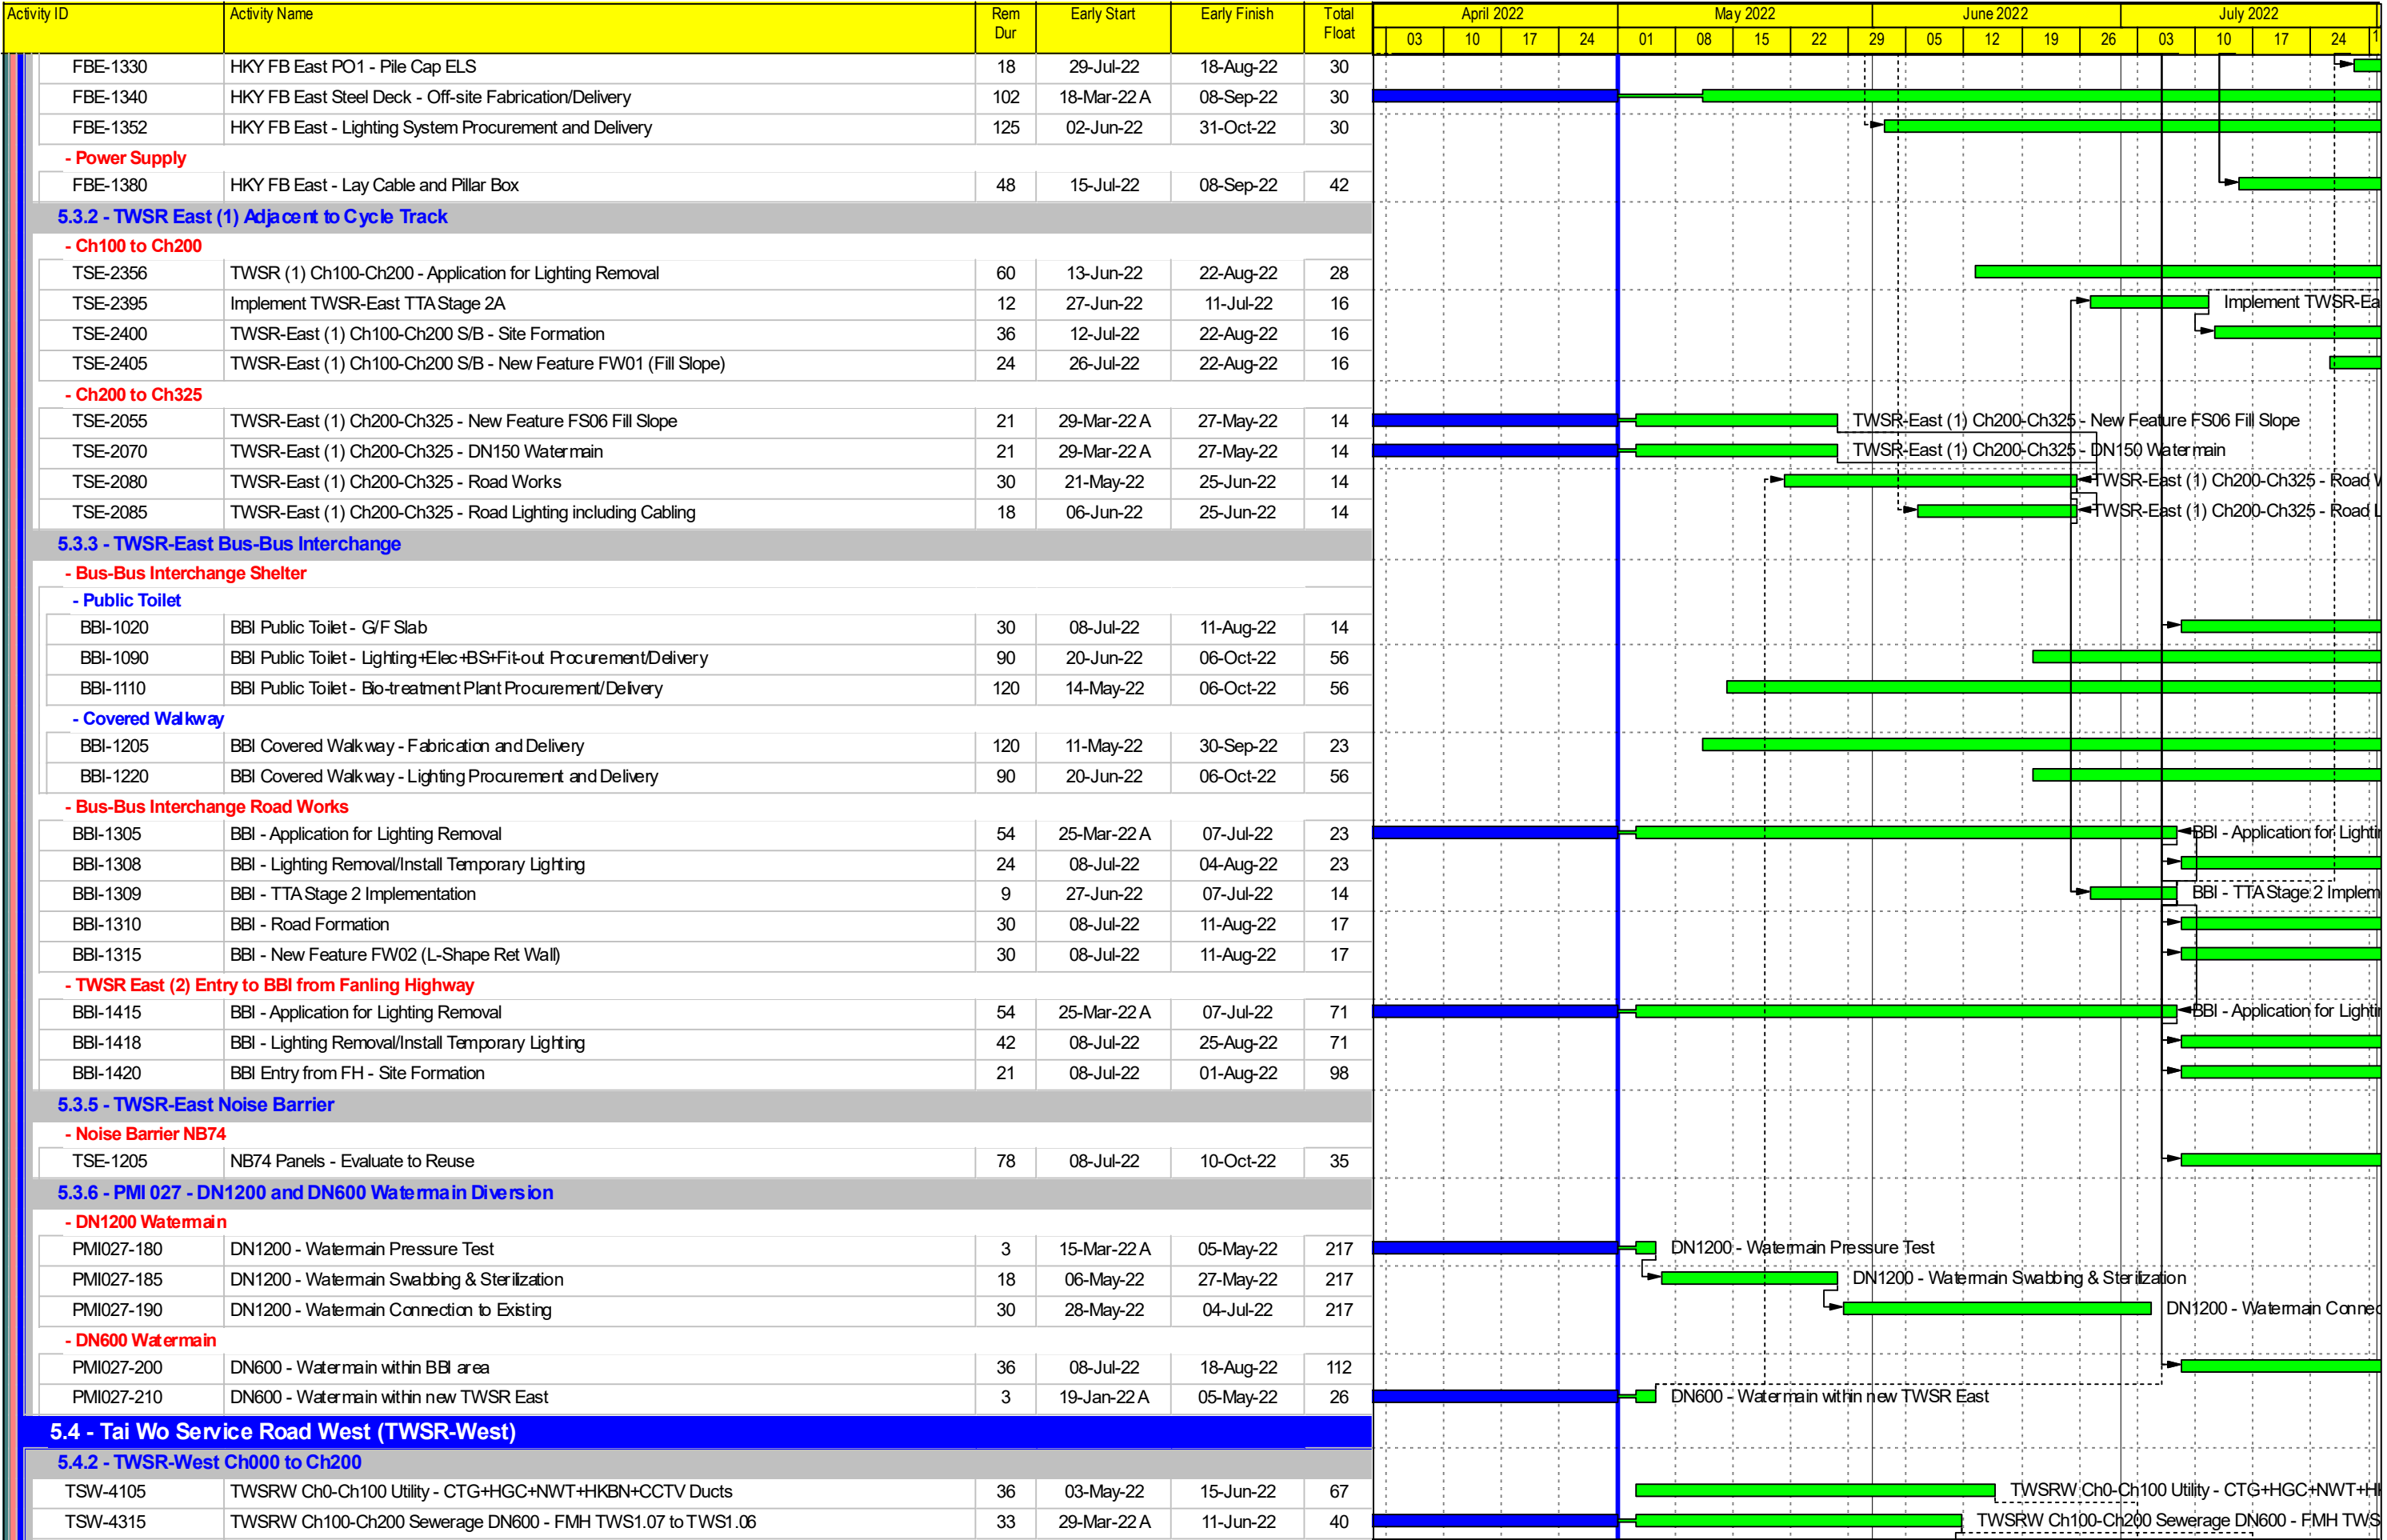 Activity ID Activity Name Rem Dur Early Start Early Finish Total Float April 2022 May 2022 June 2022 July 2022
03 10 17 24 01 08 15 22 29 05 12 19 26 03 10 17 24
FBE-1330 HKY FB East PO1 - Pile Cap ELS 18 29-Jul-22 18-Aug-22 30
FBE-1340 HKY FB East Steel Deck - Off-site Fabrication/Delivery 102 18-Mar-22 A 08-Sep-22 30
FBE-1352 HKY FB East - Lighting System Procurement and Delivery 125 02-Jun-22 31-Oct-22 30
- Power Supply
FBE-1380 HKY FB East - Lay Cable and Pillar Box 48 15-Jul-22 08-Sep-22 42
5.3.2 - TWSR East (1) Adjacent to Cycle Track
- Ch100 to Ch200
TSE-2356 TWSR (1) Ch100-Ch200 - Application for Lighting Removal 60 13-Jun-22 22-Aug-22 28
TSE-2395 Implement TWSR-East TTA Stage 2A 12 27-Jun-22 11-Jul-22 16 Implement TWSR-Ea
TSE-2400 TWSR-East (1) Ch100-Ch200 S/B - Site Formation 36 12-Jul-22 22-Aug-22 16
TSE-2405 TWSR-East (1) Ch100-Ch200 S/B - New Feature FW01 (Fill Slope) 24 26-Jul-22 22-Aug-22 16
- Ch200 to Ch325
TSE-2055 TWSR-East (1) Ch200-Ch325 - New Feature FS06 Fill Slope 21 29-Mar-22 A 27-May-22 14 TWSR-East (1) Ch200-Ch325 - New Feature FS06 Fill Slope
TSE-2070 TWSR-East (1) Ch200-Ch325 - DN150 Watermain 21 29-Mar-22 A 27-May-22 14 TWSR-East (1) Ch200-Ch325 - DN150 Watermain
TSE-2080 TWSR-East (1) Ch200-Ch325 - Road Works 30 21-May-22 25-Jun-22 14 TWSR-East (1) Ch200-Ch325 - Road W
TSE-2085 TWSR-East (1) Ch200-Ch325 - Road Lighting including Cabling 18 06-Jun-22 25-Jun-22 14 TWSR-East (1) Ch200-Ch325 - Road L
5.3.3 - TWSR-East Bus-Bus Interchange
- Bus-Bus Interchange Shelter
- Public Toilet
BBI-1020 BBI Public Toilet - G/F Slab 30 08-Jul-22 11-Aug-22 14
BBI-1090 BBI Public Toilet - Lighting+Elec+BS+Fit-out Procurement/Delivery 90 20-Jun-22 06-Oct-22 56
BBI-1110 BBI Public Toilet - Bio-treatment Plant Procurement/Delivery 120 14-May-22 06-Oct-22 56
- Covered Walkway
BBI-1205 BBI Covered Walkway - Fabrication and Delivery 120 11-May-22 30-Sep-22 23
BBI-1220 BBI Covered Walkway - Lighting Procurement and Delivery 90 20-Jun-22 06-Oct-22 56
- Bus-Bus Interchange Road Works
BBI-1305 BBI - Application for Lighting Removal 54 25-Mar-22 A 07-Jul-22 23 BBI - Application for Lightin
BBI-1308 BBI - Lighting Removal/Install Temporary Lighting 24 08-Jul-22 04-Aug-22 23
BBI-1309 BBI - TTA Stage 2 Implementation 9 27-Jun-22 07-Jul-22 14 BBI - TTA Stage 2 Implem
BBI-1310 BBI - Road Formation 30 08-Jul-22 11-Aug-22 17
BBI-1315 BBI - New Feature FW02 (L-Shape Ret Wall) 30 08-Jul-22 11-Aug-22 17
- TWSR East (2) Entry to BBI from Fanling Highway
BBI-1415 BBI - Application for Lighting Removal 54 25-Mar-22 A 07-Jul-22 71 BBI - Application for Lightin
BBI-1418 BBI - Lighting Removal/Install Temporary Lighting 42 08-Jul-22 25-Aug-22 71
BBI-1420 BBI Entry from FH - Site Formation 21 08-Jul-22 01-Aug-22 98
5.3.5 - TWSR-East Noise Barrier
- Noise Barrier NB74
TSE-1205 NB74 Panels - Evaluate to Reuse 78 08-Jul-22 10-Oct-22 35
5.3.6 - PMI 027 - DN1200 and DN600 Watermain Diversion
- DN1200 Watermain
PMI027-180 DN1200 - Watermain Pressure Test 3 15-Mar-22 A 05-May-22 217 DN1200 - Watermain Pressure Test
PMI027-185 DN1200 - Watermain Swabbing & Sterilization 18 06-May-22 27-May-22 217 DN1200 - Watermain Swabbing & Sterilization
PMI027-190 DN1200 - Watermain Connection to Existing 30 28-May-22 04-Jul-22 217 DN1200 - Watermain Connec
- DN600 Watermain
PMI027-200 DN600 - Watermain within BBI area 36 08-Jul-22 18-Aug-22 112
PMI027-210 DN600 - Watermain within new TWSR East 3 19-Jan-22 A 05-May-22 26 DN600 - Watermain within new TWSR East
5.4 - Tai Wo Service Road West (TWSR-West)
5.4.2 - TWSR-West Ch000 to Ch200
TSW-4105 TWSRW Ch0-Ch100 Utility - CTG+HGC+NWT+HKBN+CCTV Ducts 36 03-May-22 15-Jun-22 67 TWSRW Ch0-Ch100 Utility - CTG+HGC+NWT+H
TSW-4315 TWSRW Ch100-Ch200 Sewerage DN600 - FMH TWS1.07 to TWS1.06 33 29-Mar-22 A 11-Jun-22 40 TWSRW Ch100-Ch200 Sewerage DN600 - FMH TWS